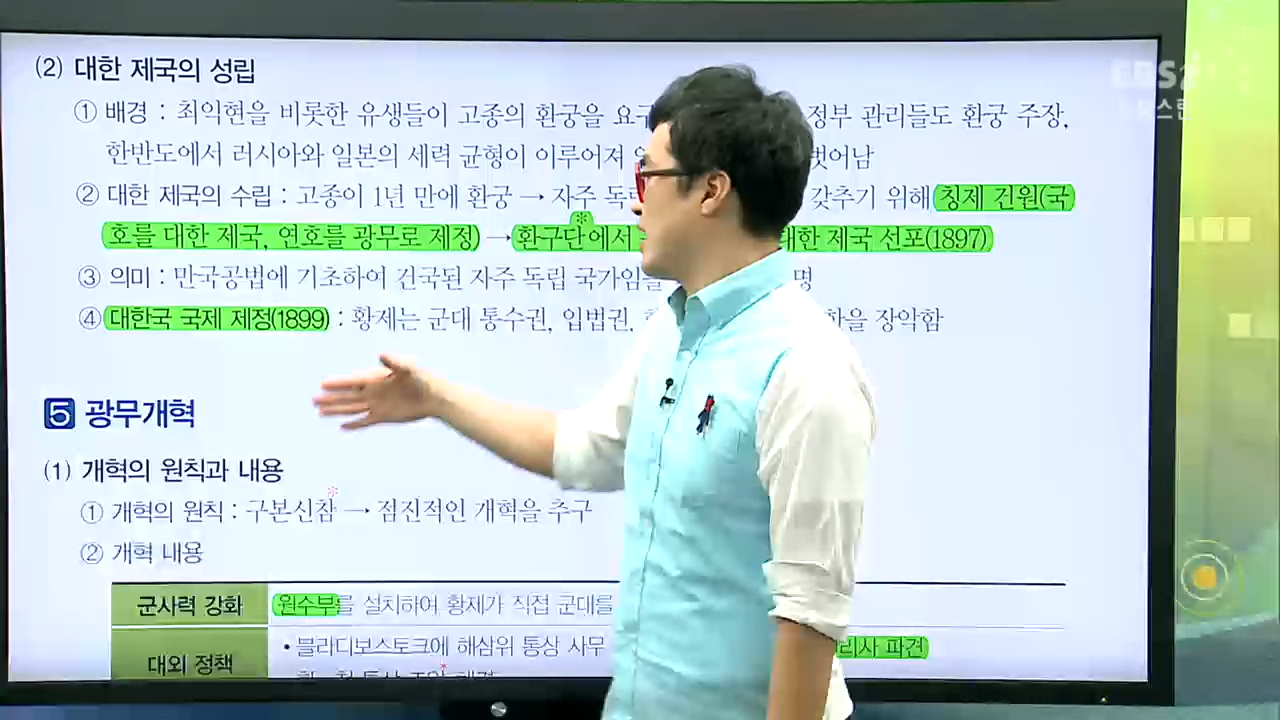 (2) 대한 제국의 성립
① 배경 : 최익현을 비롯한 유생들이 고종의 환궁을 정부 관리들도 환궁 주장,
한반도에서 러시아와 일본의 세력 균형이 이루어져 벗어남
② 대한 제국의 수립 : 고종이 1년 만에 환궁 → 자주 갖추기 위해 칭제 건원(국
호를 대한 제국, 연호를 광무로 제정) → 환구단에서 대한 제국 선포(1897)
③ 의미 : 만국공법에 기초하여 건국된 자주 독립
④ 대한국 국제 제정(1899) : 황제는 군대 통수권, 입법권, 장악함
5 광무개혁
(1) 개혁의 원칙과 내용
① 개혁의 원칙 : 구본신참 → 점진적인 개혁을 추구
② 개혁 내용
군사력 강화 원수부를 설치하여 황제가 직접 군대를
대외 정책 • 블라디보스토크에 해삼위 통상 사무 파견
EBS2